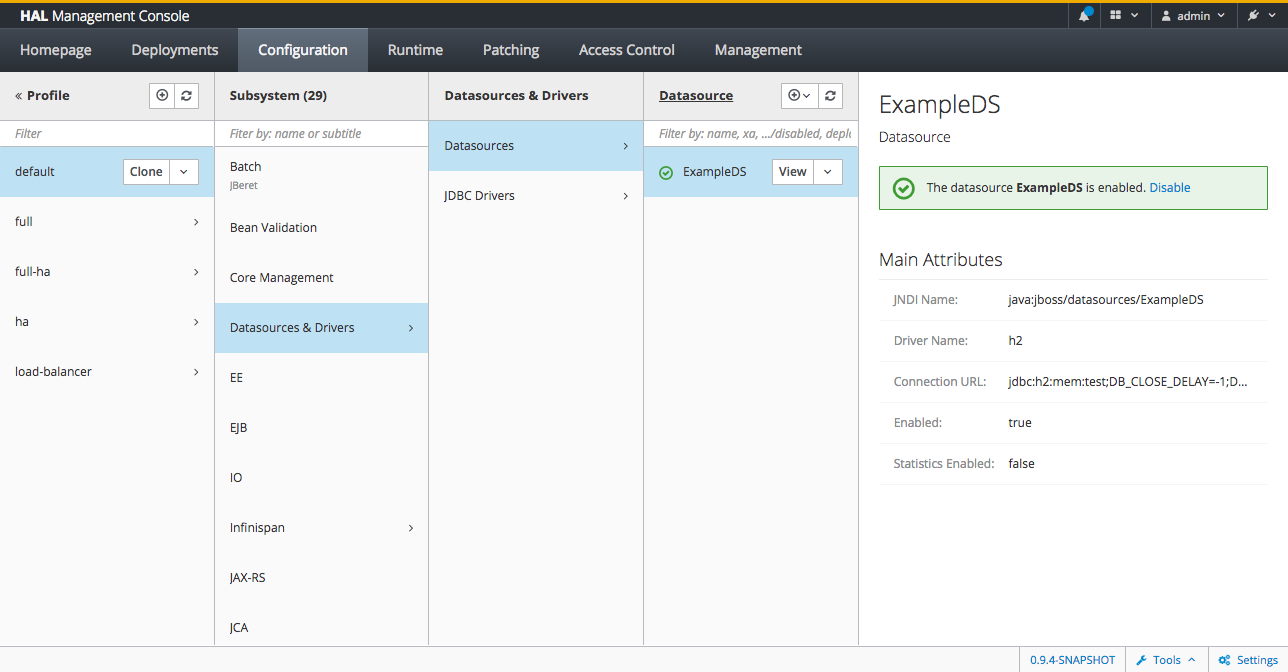 HAL Management Console
admin
Homepage Deployments Configuration Runtime Patching Access Control Management
« Profile
Filter
default Clone
full
full-ha
ha
load-balancer
Subsystem (29)
Fiter by: name or subtitle
Batch
JBeret
Bean Validation
Core Management
Datasources & Drivers
EE
EJB
IO
Infinispan
JAX-RS
JCA
Datasources & Drivers
Datasources
JDBC Drivers
Datasource
Filter by: name, xa, .../disabled, deplo
ExampleDS View
ExampleDS
Datasource
The datasource ExampleDS is enabled. Disable
Main Attributes
JNDI Name: java:jboss/datasources/ExampleDS
Driver Name: h2
Connection URL: jdbc:h2:mem:test;DB_CLOSE_DELAY=-1;D...
Enabled: true
Statistics Enabled: false
0.9.4-SNAPSHOT Tools Settings